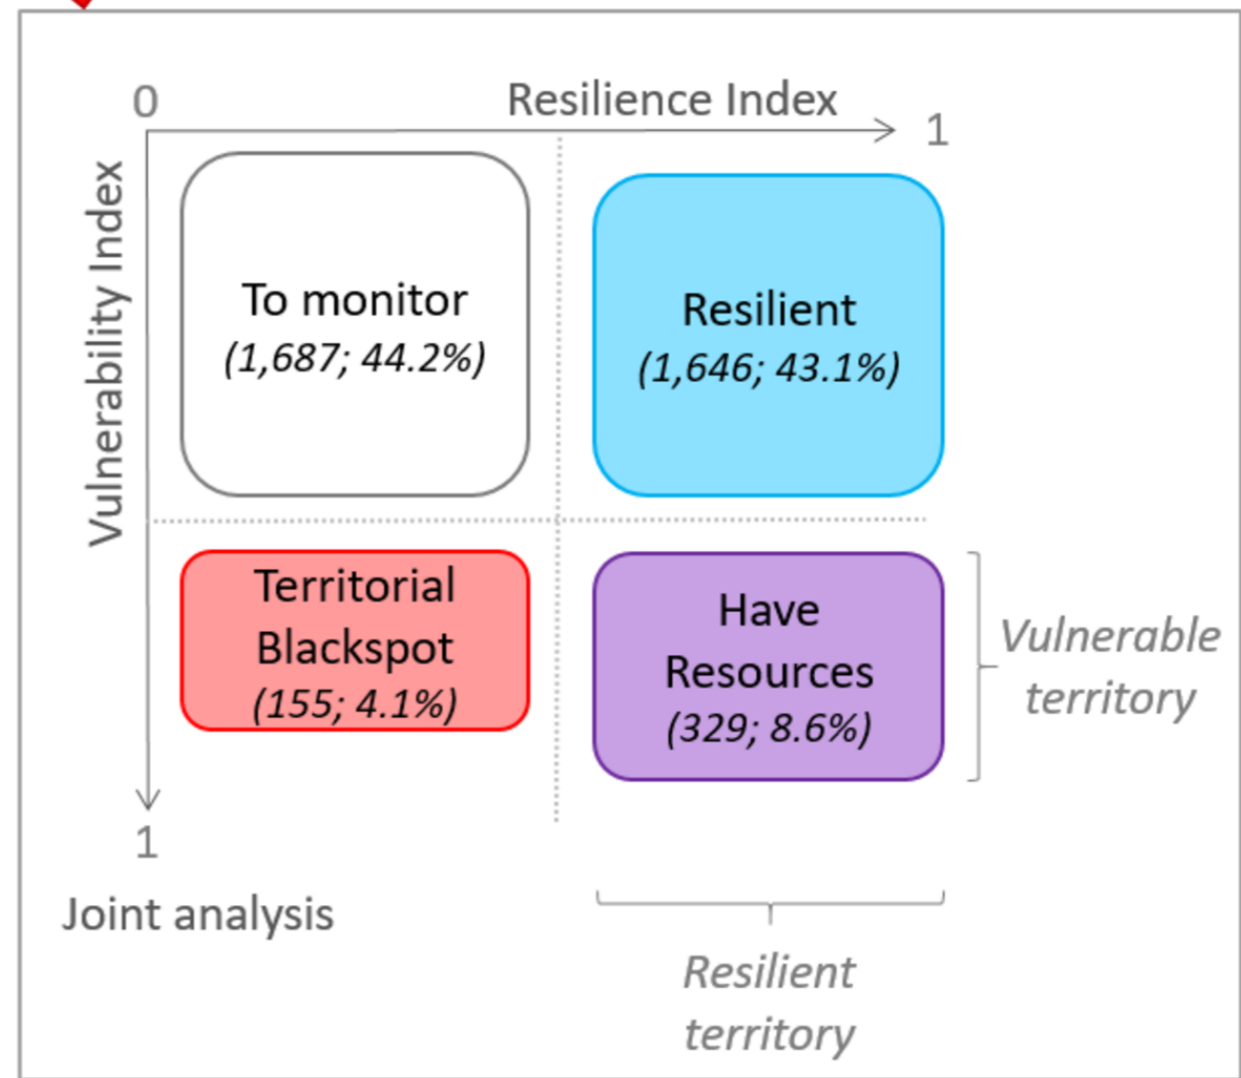 0
Resilience Index
1
Vulnerability Index
To monitor
(1,687; 44.2%)
Resilient
(1,646; 43.1%)
Territorial
Blackspot
(155; 4.1%)
Have
Resources
(329; 8.6%)
Vulnerable
territory
1
Joint analysis
Resilient
territory